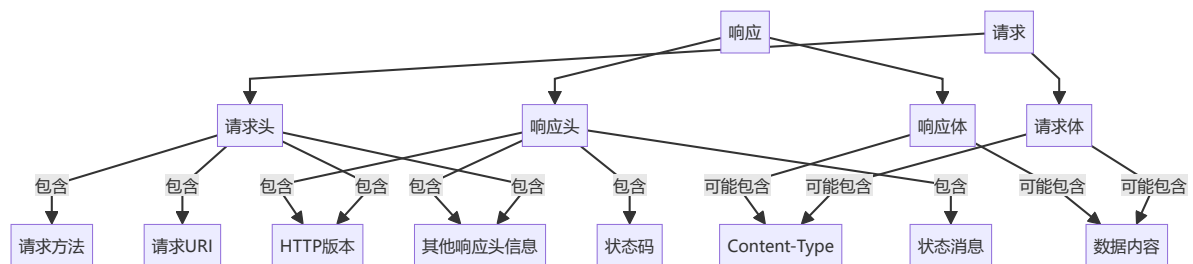 响应
请求
请求头
响应头
响应体
请求体
包含
包含
包含
包含
包含
包含
包含
可能包含
可能包含
包含
可能包含
可能包含
请求方法
请求URI
HTTP版本
其他响应头信息
状态码
Content-Type
状态消息
数据内容